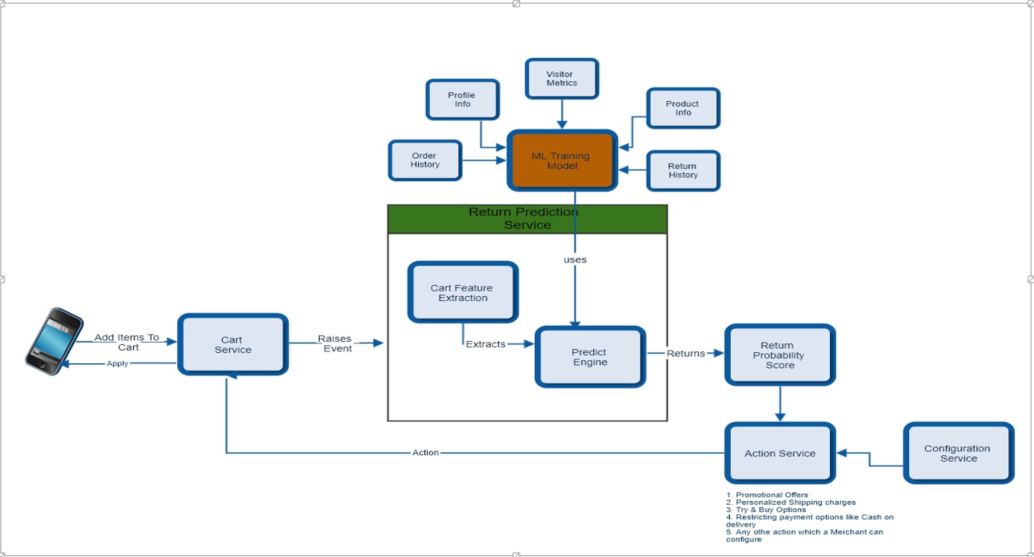 Visitor
Metrics
Profile
Info
Product
Info
Order
History
ML Training
Model
Return
History
Return Prediction
Service
uses
Cart Feature
Extraction
Add Items To
Cart
Apply
Cart
Service
Raises
Event
Extracts
Predict
Engine
Returns
Return
Probability
Score
Action
Action Service
Configuration
Service
1. Promotional Offers
2. Personalized Shipping charges
3. Try & Buy Options
4. Restricting payment options like Cash on
delivery
5. Any othe action which a Merchant can
configure